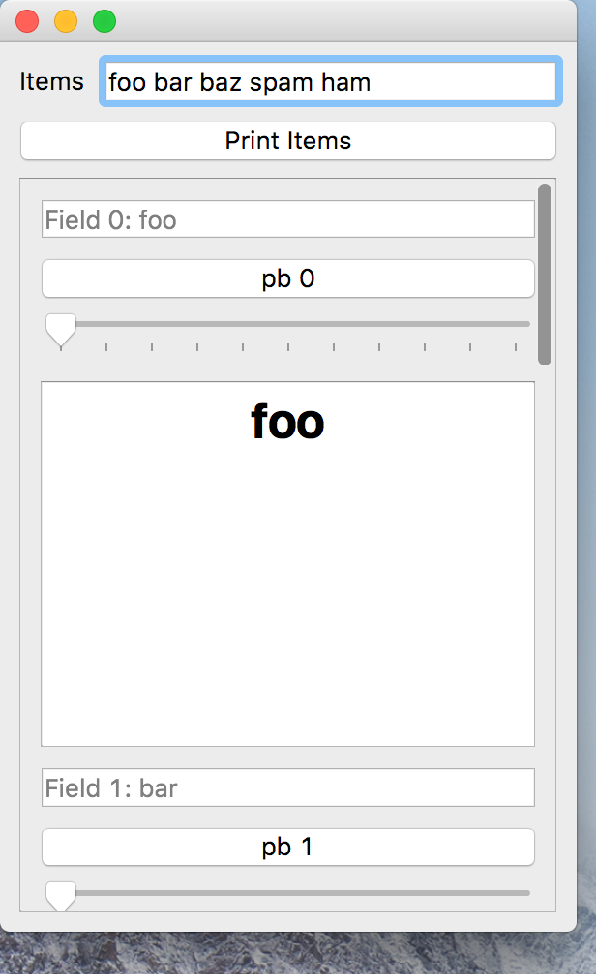 Items foo bar baz spam ham
Print Items
Field 0: foo
pb 0
foo
Field 1: bar
pb 1